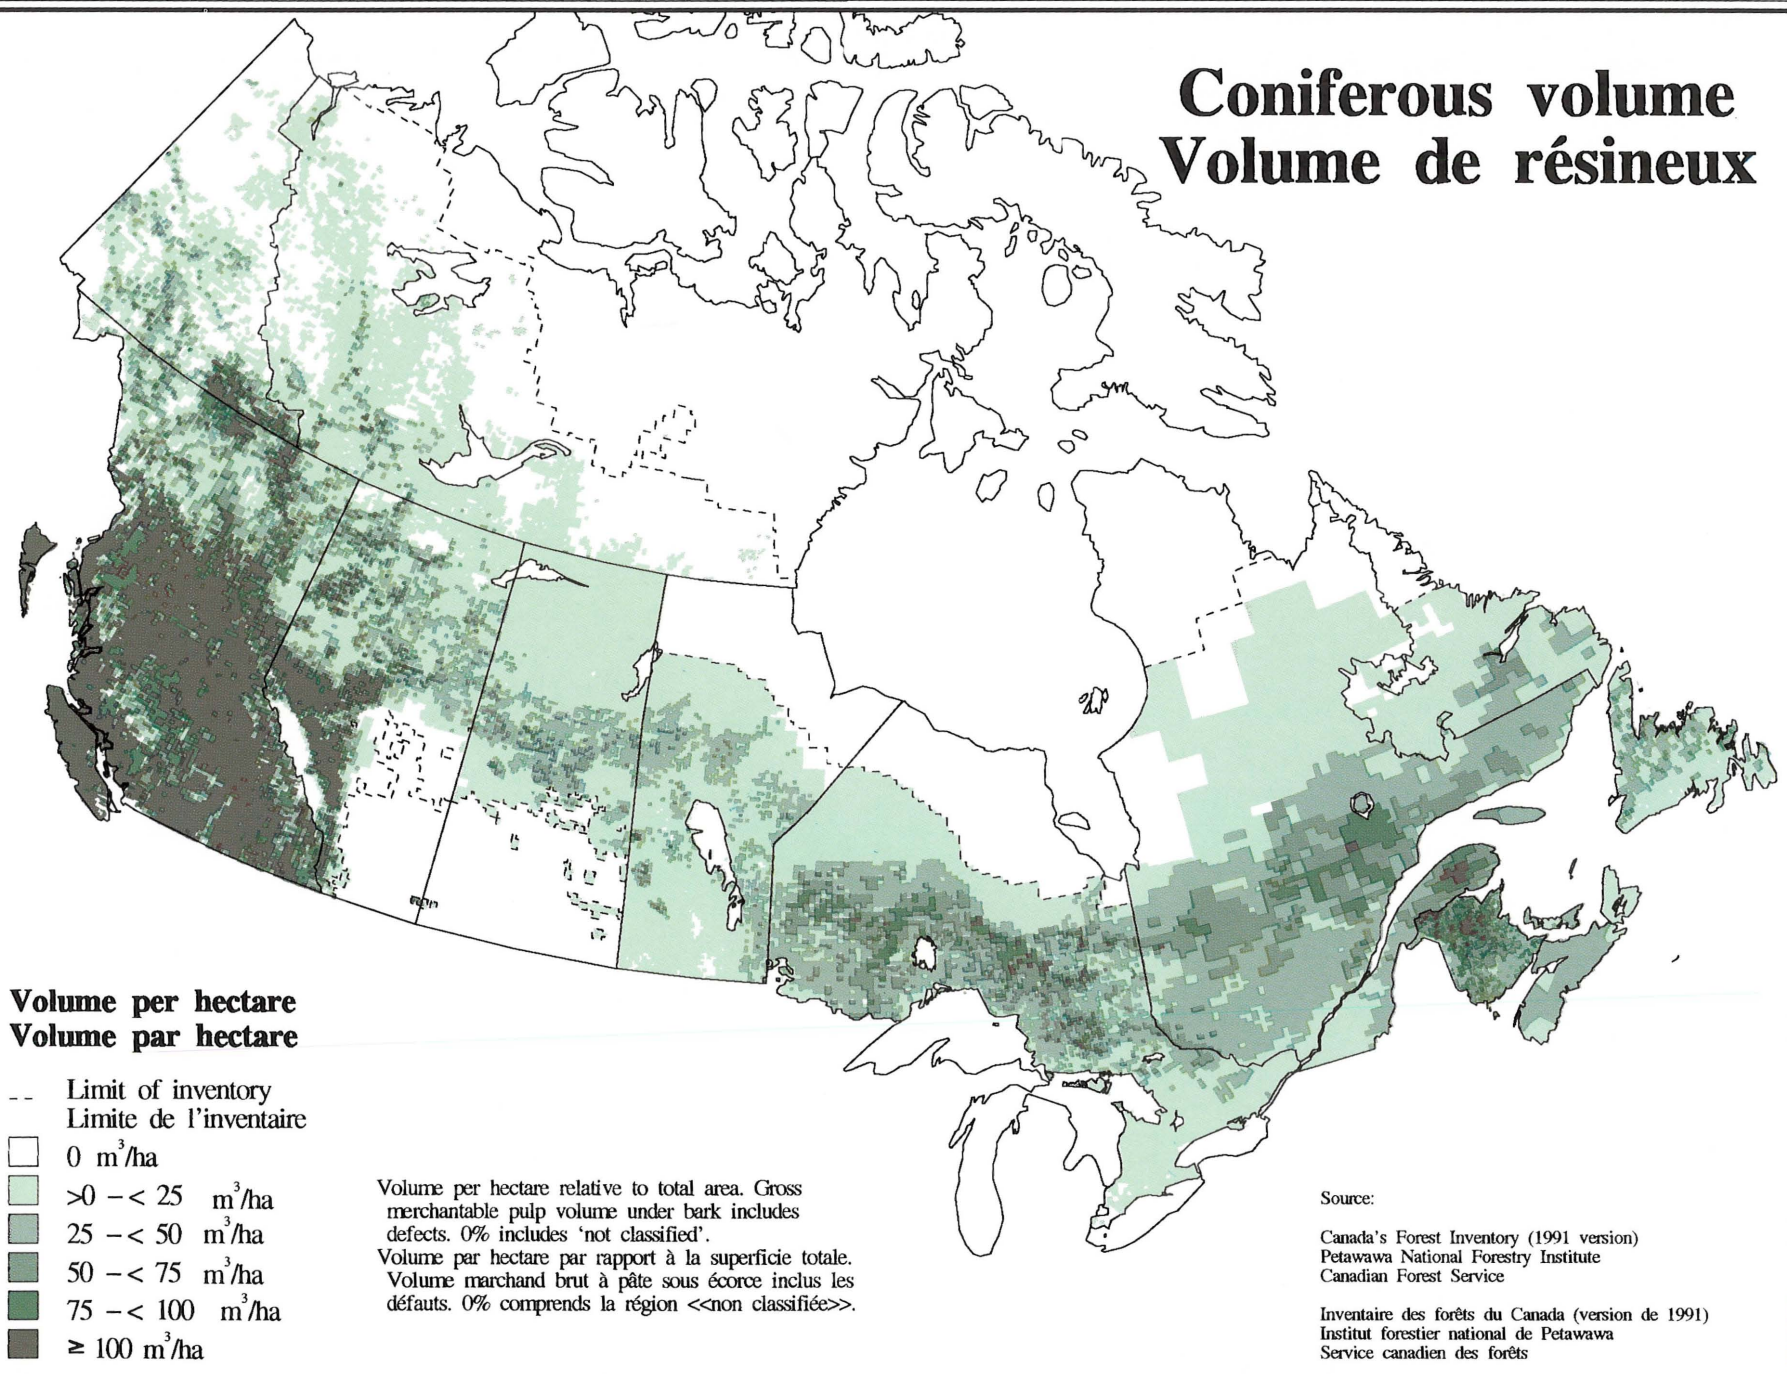 Coniferous volume
Volume de résineux
Volume per hectare
Volume par hectare
Limit of inventory
Limite de l'inventaire
0 m³/ha
>0 –< 25 m³/ha
25 –< 50 m³/ha
50 –< 75 m³/ha
75 –< 100 m³/ha
≥ 100 m³/ha
Volume per hectare relative to total area. Gross
merchantable pulp volume under bark includes
defects. 0% includes ‘not classified’.
Volume par hectare par rapport à la superficie totale.
Volume marchand brut à pâte sous écorce inclus les
défauts. 0% comprends la région <<non classifiée>>.
Source:
Canada's Forest Inventory (1991 version)
Petawawa National Forestry Institute
Canadian Forest Service
Inventaire des forêts du Canada (version de 1991)
Institut forestier national de Petawawa
Service canadien des forêts